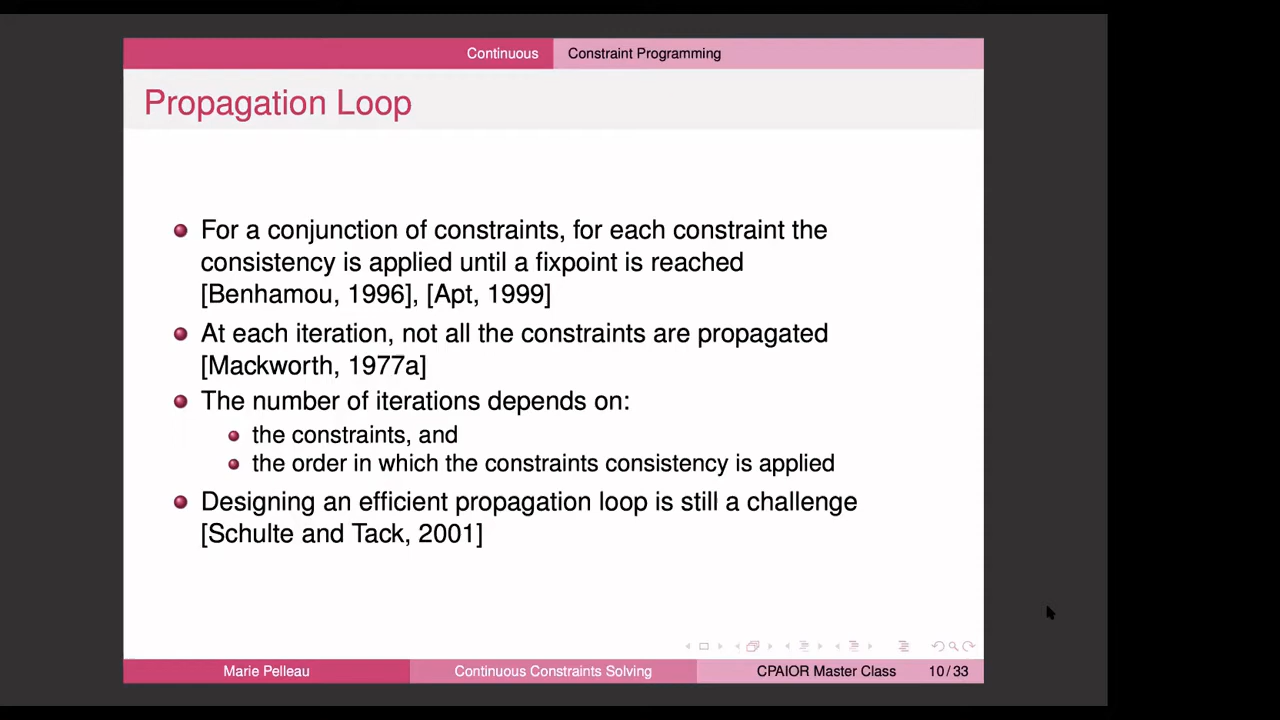 Continuous Constraint Programming
Propagation Loop
For a conjunction of constraints, for each constraint the
consistency is applied until a fixpoint is reached
[Benhamou, 1996], [Apt, 1999]
At each iteration, not all the constraints are propagated
[Mackworth, 1977a]
The number of iterations depends on:
the constraints, and
the order in which the constraints consistency is applied
Designing an efficient propagation loop is still a challenge
[Schulte and Tack, 2001]
Marie Pelleau Continuous Constraints Solving CPAIOR Master Class 10 / 33